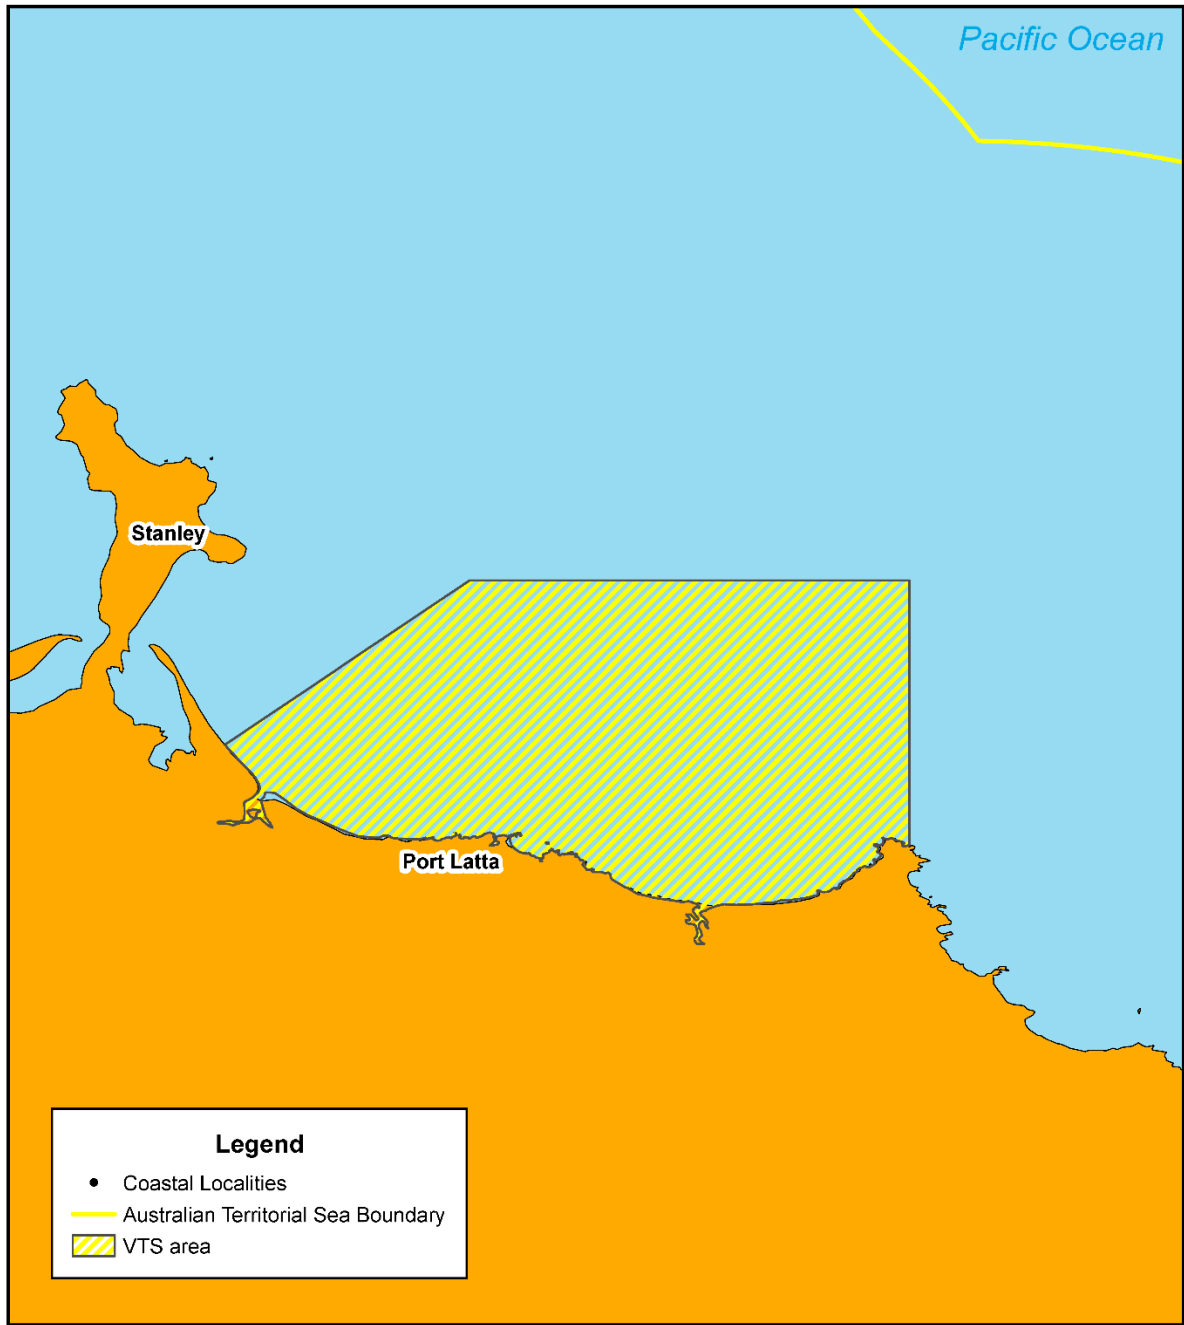 Pacific Ocean
Stanley
Port Latta
Legend
Coastal Localities
Australian Territorial Sea Boundary
VTS area